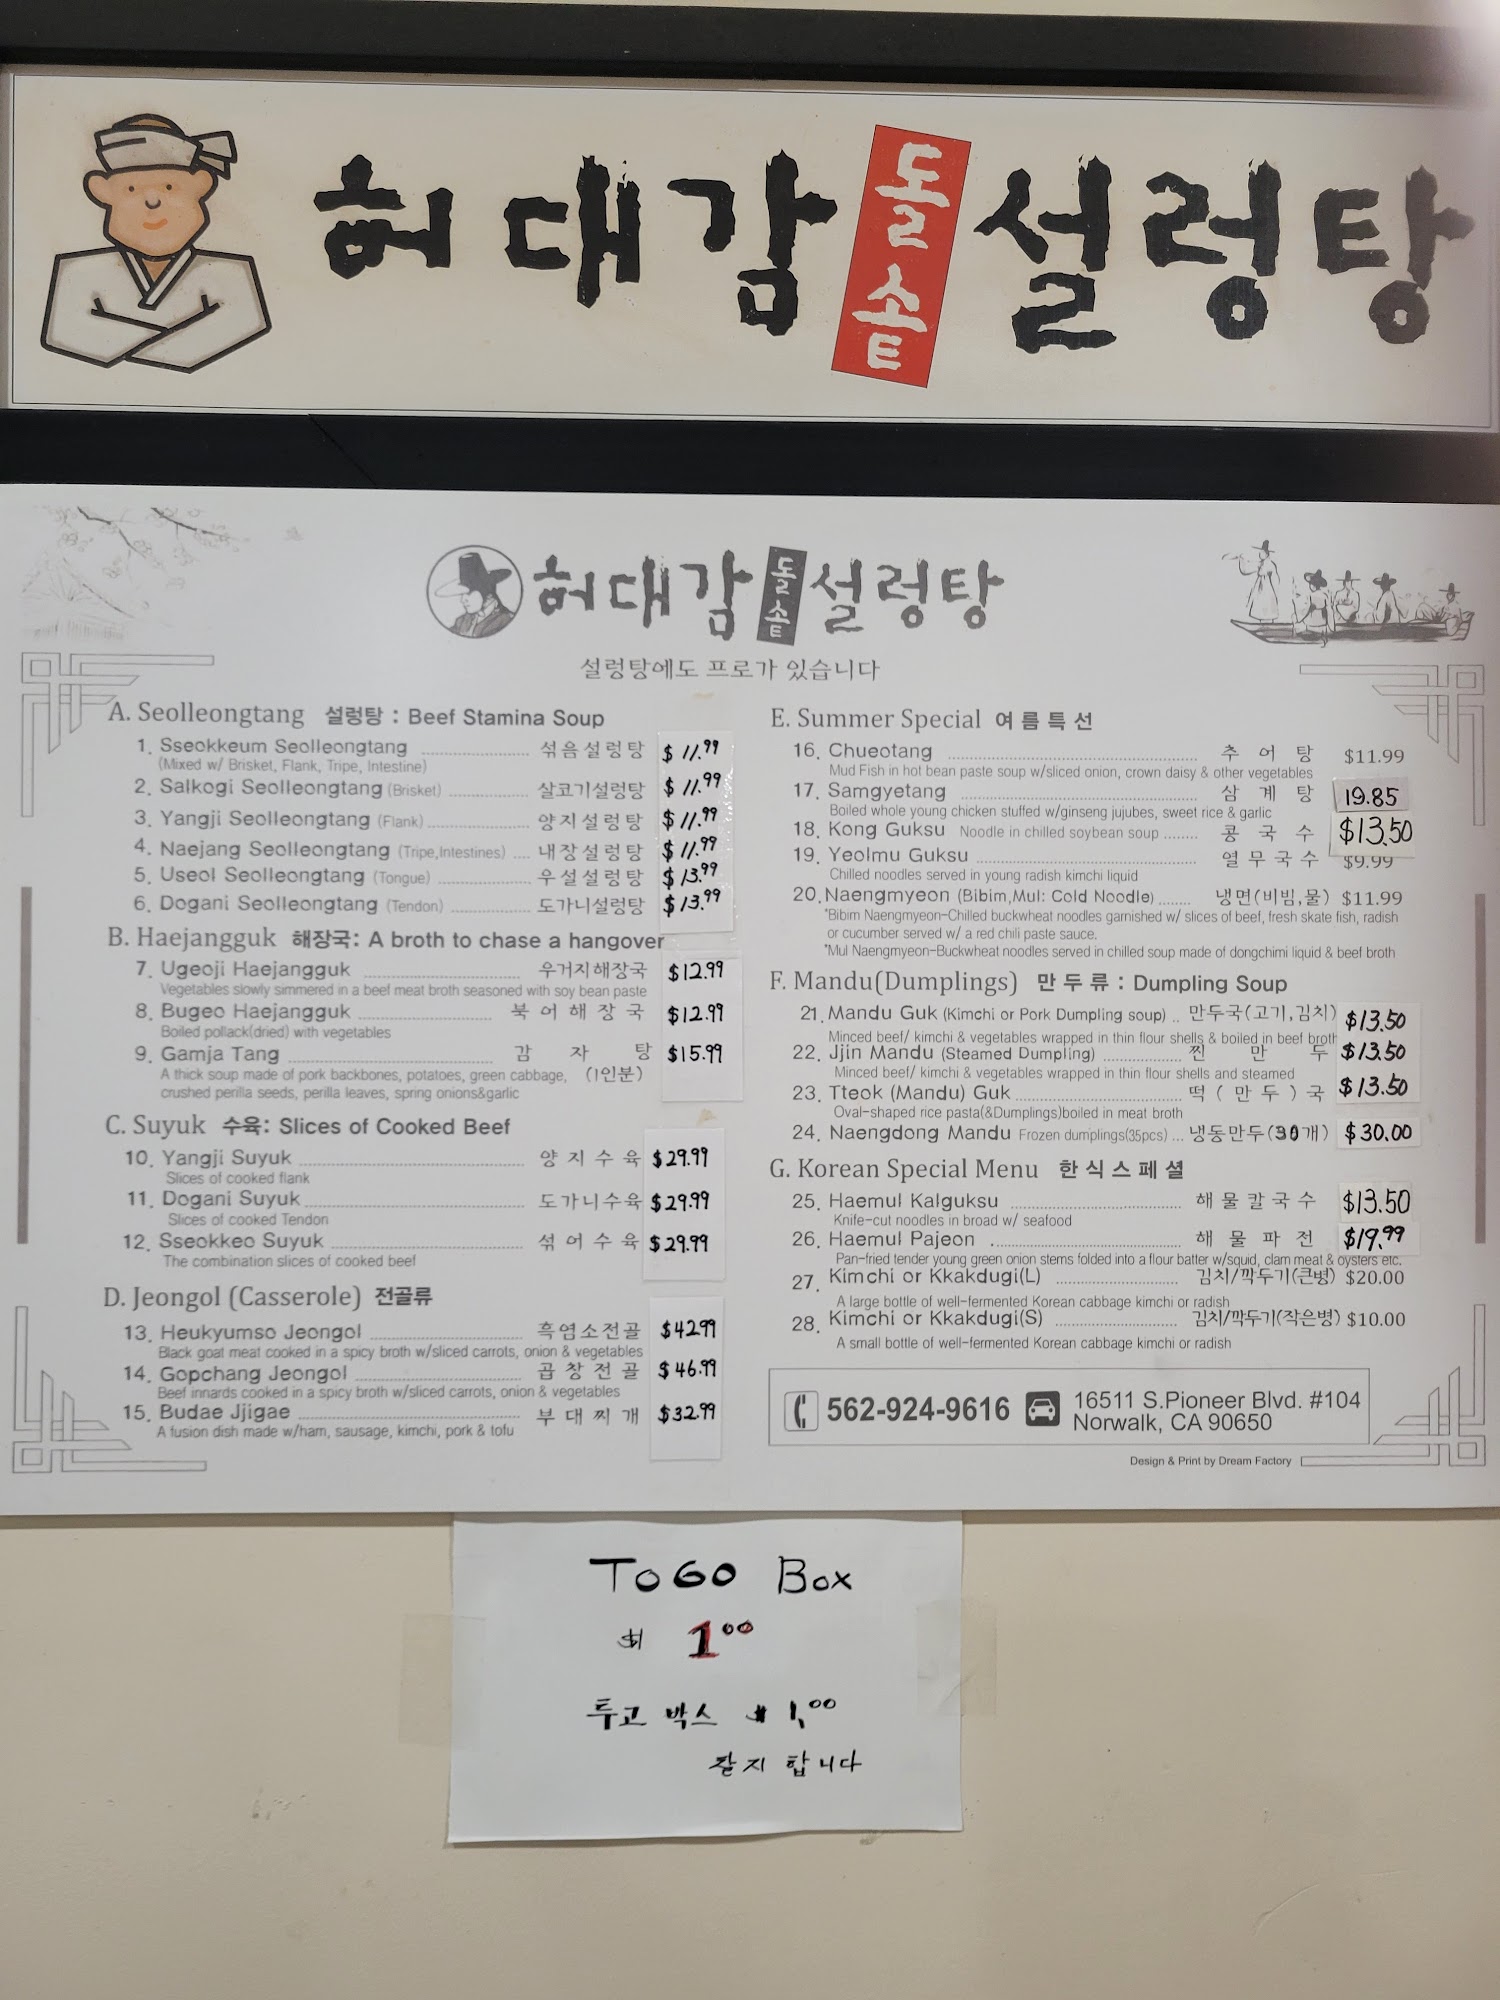 허대감 돌솥 설렁탕
허대감 돌솥 설렁탕
설렁탕에도 프로가 있습니다
A. Seolleongtang 설렁탕 : Beef Stamina Soup
1. Sseokkeum Seolleongtang 섞음설렁탕 $11.99
(Mixed w/ Brisket, Flank, Tripe, Intestine)
2. Salkogi Seolleongtang (Brisket) 살코기설렁탕 $11.99
3. Yangji Seolleongtang (Flank) 양지설렁탕 $11.99
4. Naejang Seolleongtang (Tripe,Intestines) 내장설렁탕 $11.99
5. Useol Seolleongtang (Tongue) 우설설렁탕 $13.99
6. Dogani Seolleongtang (Tendon) 도가니설렁탕 $13.99
B. Haejangguk 해장국: A broth to chase a hangover
7. Ugeoji Haejangguk 우거지해장국 $12.99
Vegetables slowly simmered in a beef meat broth seasoned with soy bean paste
8. Bugeo Haejangguk 북어해장국 $12.99
Boiled pollack(dried) with vegetables
9. Gamja Tang 감자탕 $15.99
A thick soup made of pork backbones, potatoes, green cabbage, (1인분)
crushed perilla seeds, perilla leaves, spring onions&garlic
C. Suyuk 수육: Slices of Cooked Beef
10. Yangji Suyuk 양지수육 $29.99
Slices of cooked flank
11. Dogani Suyuk 도가니수육 $29.99
Slices of cooked Tendon
12. Sseokkeo Suyuk 섞어수육 $29.99
The combination slices of cooked beef
D. Jeongol (Casserole) 전골류
13. Heukyumso Jeongol 흑염소전골 $42.99
Black goat meat cooked in a spicy broth w/sliced carrots, onion & vegetables
14. Gopchang Jeongol 곱창전골 $46.99
Beef innards cooked in a spicy broth w/sliced carrots, onion & vegetables
15. Budae Jjigae 부대찌개 $32.99
A fusion dish made w/ham, sausage, kimchi, pork & tofu
E. Summer Special 여름특선
16. Chueotang 추어탕 $11.99
Mud Fish in hot bean paste soup w/sliced onion, crown daisy & other vegetables
17. Samgyetang 삼계탕 19.85
Boiled whole young chicken stuffed w/ginseng jujubes, sweet rice & garlic
18. Kong Guksu Noodle in chilled soybean soup 콩국수 $13.50
19. Yeolmu Guksu 열무국수 $9.99
Chilled noodles served in young radish kimchi liquid
20. Naengmyeon (Bibim,Mul: Cold Noodle) 냉면(비빔,물) $11.99
*Bibim Naengmyeon-Chilled buckwheat noodles garnished w/ slices of beef, fresh skate fish, radish
or cucumber served w/ a red chili paste sauce.
*Mul Naengmyeon-Buckwheat noodles served in chilled soup made of dongchimi liquid & beef broth
F. Mandu(Dumplings) 만두류 : Dumpling Soup
21. Mandu Guk (Kimchi or Pork Dumpling soup) 만두국(고기,김치) $13.50
Minced beef/ kimchi & vegetables wrapped in thin flour shells & boiled in beef broth
22. Jjin Mandu (Steamed Dumpling) 찐만두 $13.50
Minced beef/ kimchi & vegetables wrapped in thin flour shells and steamed
23. Tteok (Mandu) Guk 떡(만두)국 $13.50
Oval-shaped rice pasta(&Dumplings)boiled in meat broth
24. Naengdong Mandu Frozen dumplings(35pcs) 냉동만두(30개) $30.00
G. Korean Special Menu 한식스페셜
25. Haemul Kalguksu 해물칼국수 $13.50
Knife-cut noodles in broad w/ seafood
26. Haemul Pajeon 해물파전 $19.99
Pan-fried tender young green onion stems folded into a flour batter w/squid, clam meat & oysters etc.
27. Kimchi or Kkakdugi(L) 김치/깍두기(큰병) $20.00
A large bottle of well-fermented Korean cabbage kimchi or radish
28. Kimchi or Kkakdugi(S) 김치/깍두기(작은병) $10.00
A small bottle of well-fermented Korean cabbage kimchi or radish
562-924-9616
16511 S.Pioneer Blvd. #104
Norwalk, CA 90650
Design & Print by Dream Factory
ToGo Box
$ 1.00
투고 박스 $1.00
찰지 합니다